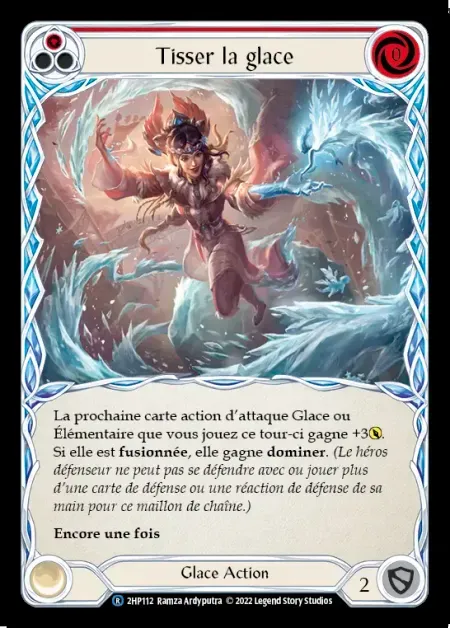 0
Tisser la glace
La prochaine carte action d'attaque Glace ou
Élémentaire que vous jouez ce tour-ci gagne +3.
Si elle est fusionnée, elle gagne dominer. (Le héros
défenseur ne peut pas se défendre avec ou jouer plus
d'une carte de défense ou une réaction de défense de sa
main pour ce maillon de chaîne.)
Encore une fois
Glace Action
2
R 2HP112 Ramza Ardyputra © 2022 Legend Story Studios